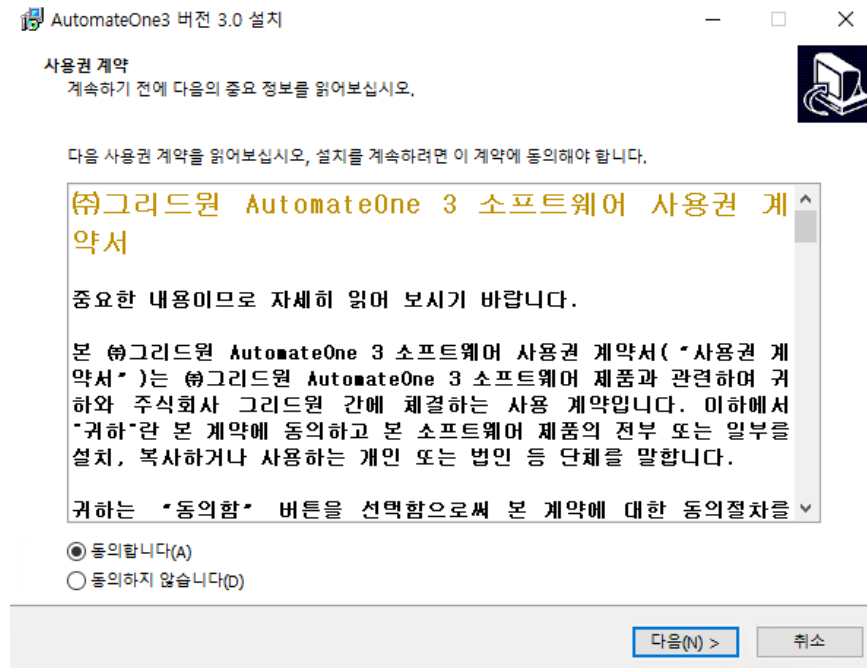 AutomateOne3 버전 3.0 설치
사용권 계약
계속하기 전에 다음의 중요 정보를 읽어보십시오.
다음 사용권 계약을 읽어보십시오, 설치를 계속하려면 이 계약에 동의해야 합니다.
㈜그리드원 AutomateOne 3 소프트웨어 사용권 계
약서
중요한 내용이므로 자세히 읽어 보시기 바랍니다.
본 ㈜그리드원 AutomateOne 3 소프트웨어 사용권 계약서( “사용권 계
약서” )는 ㈜그리드원 AutomateOne 3 소프트웨어 제품과 관련하여 귀
하와 주식회사 그리드원 간에 체결하는 사용 계약입니다. 이하에서
"귀하"란 본 계약에 동의하고 본 소프트웨어 제품의 전부 또는 일부를
설치, 복사하거나 사용하는 개인 또는 법인 등 단체를 말합니다.
귀하는 “동의함” 버튼을 선택함으로써 본 계약에 대한 동의절차를
동의합니다(A)
동의하지 않습니다(D)
다음(N) > 취소